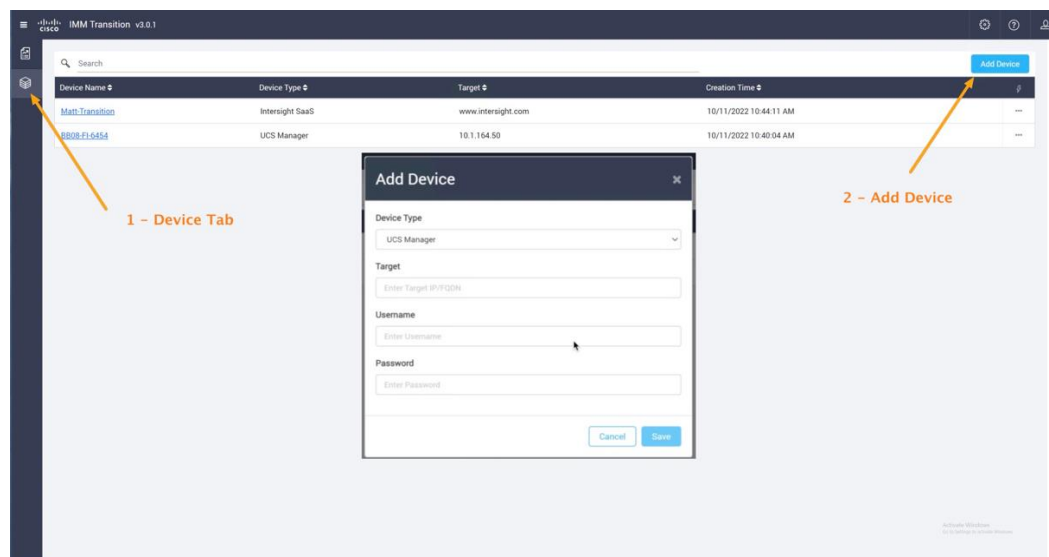 cisco IMM Transition v3.0.1
Search
Add Device
Device Name Device Type Target Creation Time
Matt-Transition Intersight SaaS www.intersight.com 10/11/2022 10:44:11 AM ...
BB08-FI-6454 UCS Manager 10.1.164.50 10/11/2022 10:40:04 AM ...
1 - Device Tab
2 - Add Device
Add Device
Device Type
UCS Manager
Target
Enter Target IP/FQDN
Username
Enter Username
Password
Enter Password
Cancel Save
Activate Windows